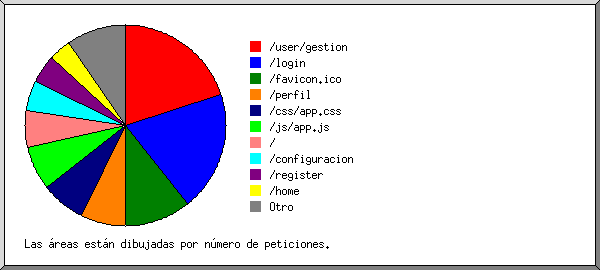 /user/gestion
/login
/favicon.ico
/perfil
/css/app.css
/js/app.js
/
/configuracion
/register
/home
Otro
Las áreas están dibujadas por número de peticiones.